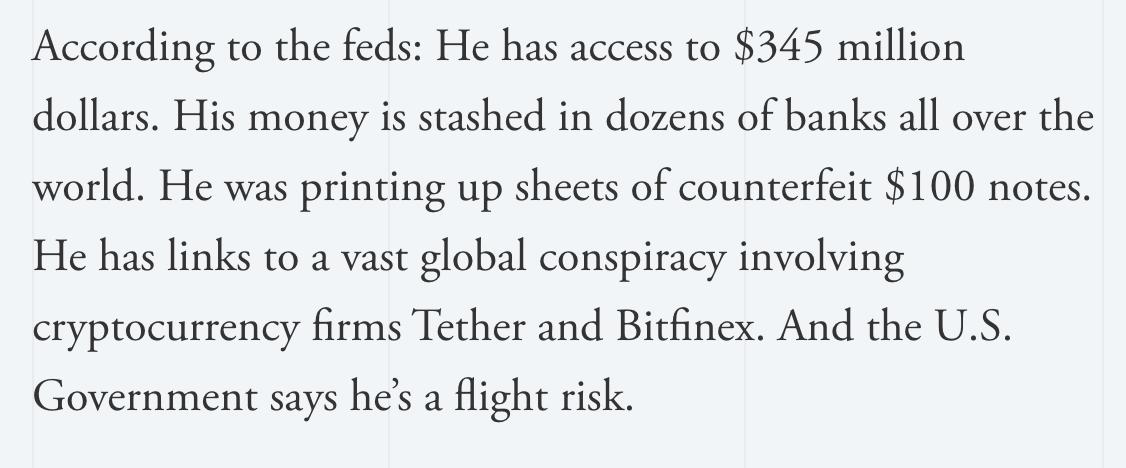 According to the feds: He has access to $345 million
dollars. His money is stashed in dozens of banks all over the
world. He was printing up sheets of counterfeit $100 notes.
He has links to a vast global conspiracy involving
cryptocurrency firms Tether and Bitfinex. And the U.S.
Government says he’s a flight risk.